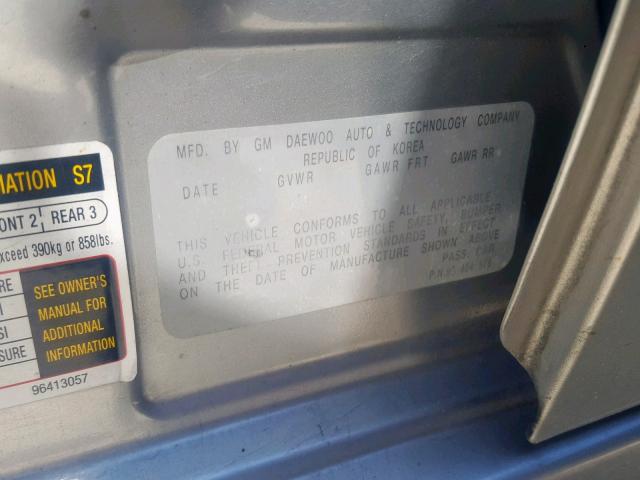 MFD. BY GM DAEWOO AUTO & TECHNOLOGY COMPANY
REPUBLIC OF KOREA
DATE GVWR GAWR FRT GAWR RR
THIS VEHICLE CONFORMS TO ALL APPLICABLE
U.S. FEDERAL MOTOR VEHICLE SAFETY, BUMPER
AND THEFT PREVENTION STANDARDS IN EFFECT
ON THE DATE OF MANUFACTURE SHOWN ABOVE
PASS. CAR
P/N
MATION S7
ONT 2 REAR 3
xceed 390kg or 858lbs.
RE
SI
SURE
SEE OWNER'S
MANUAL FOR
ADDITIONAL
INFORMATION
96413057